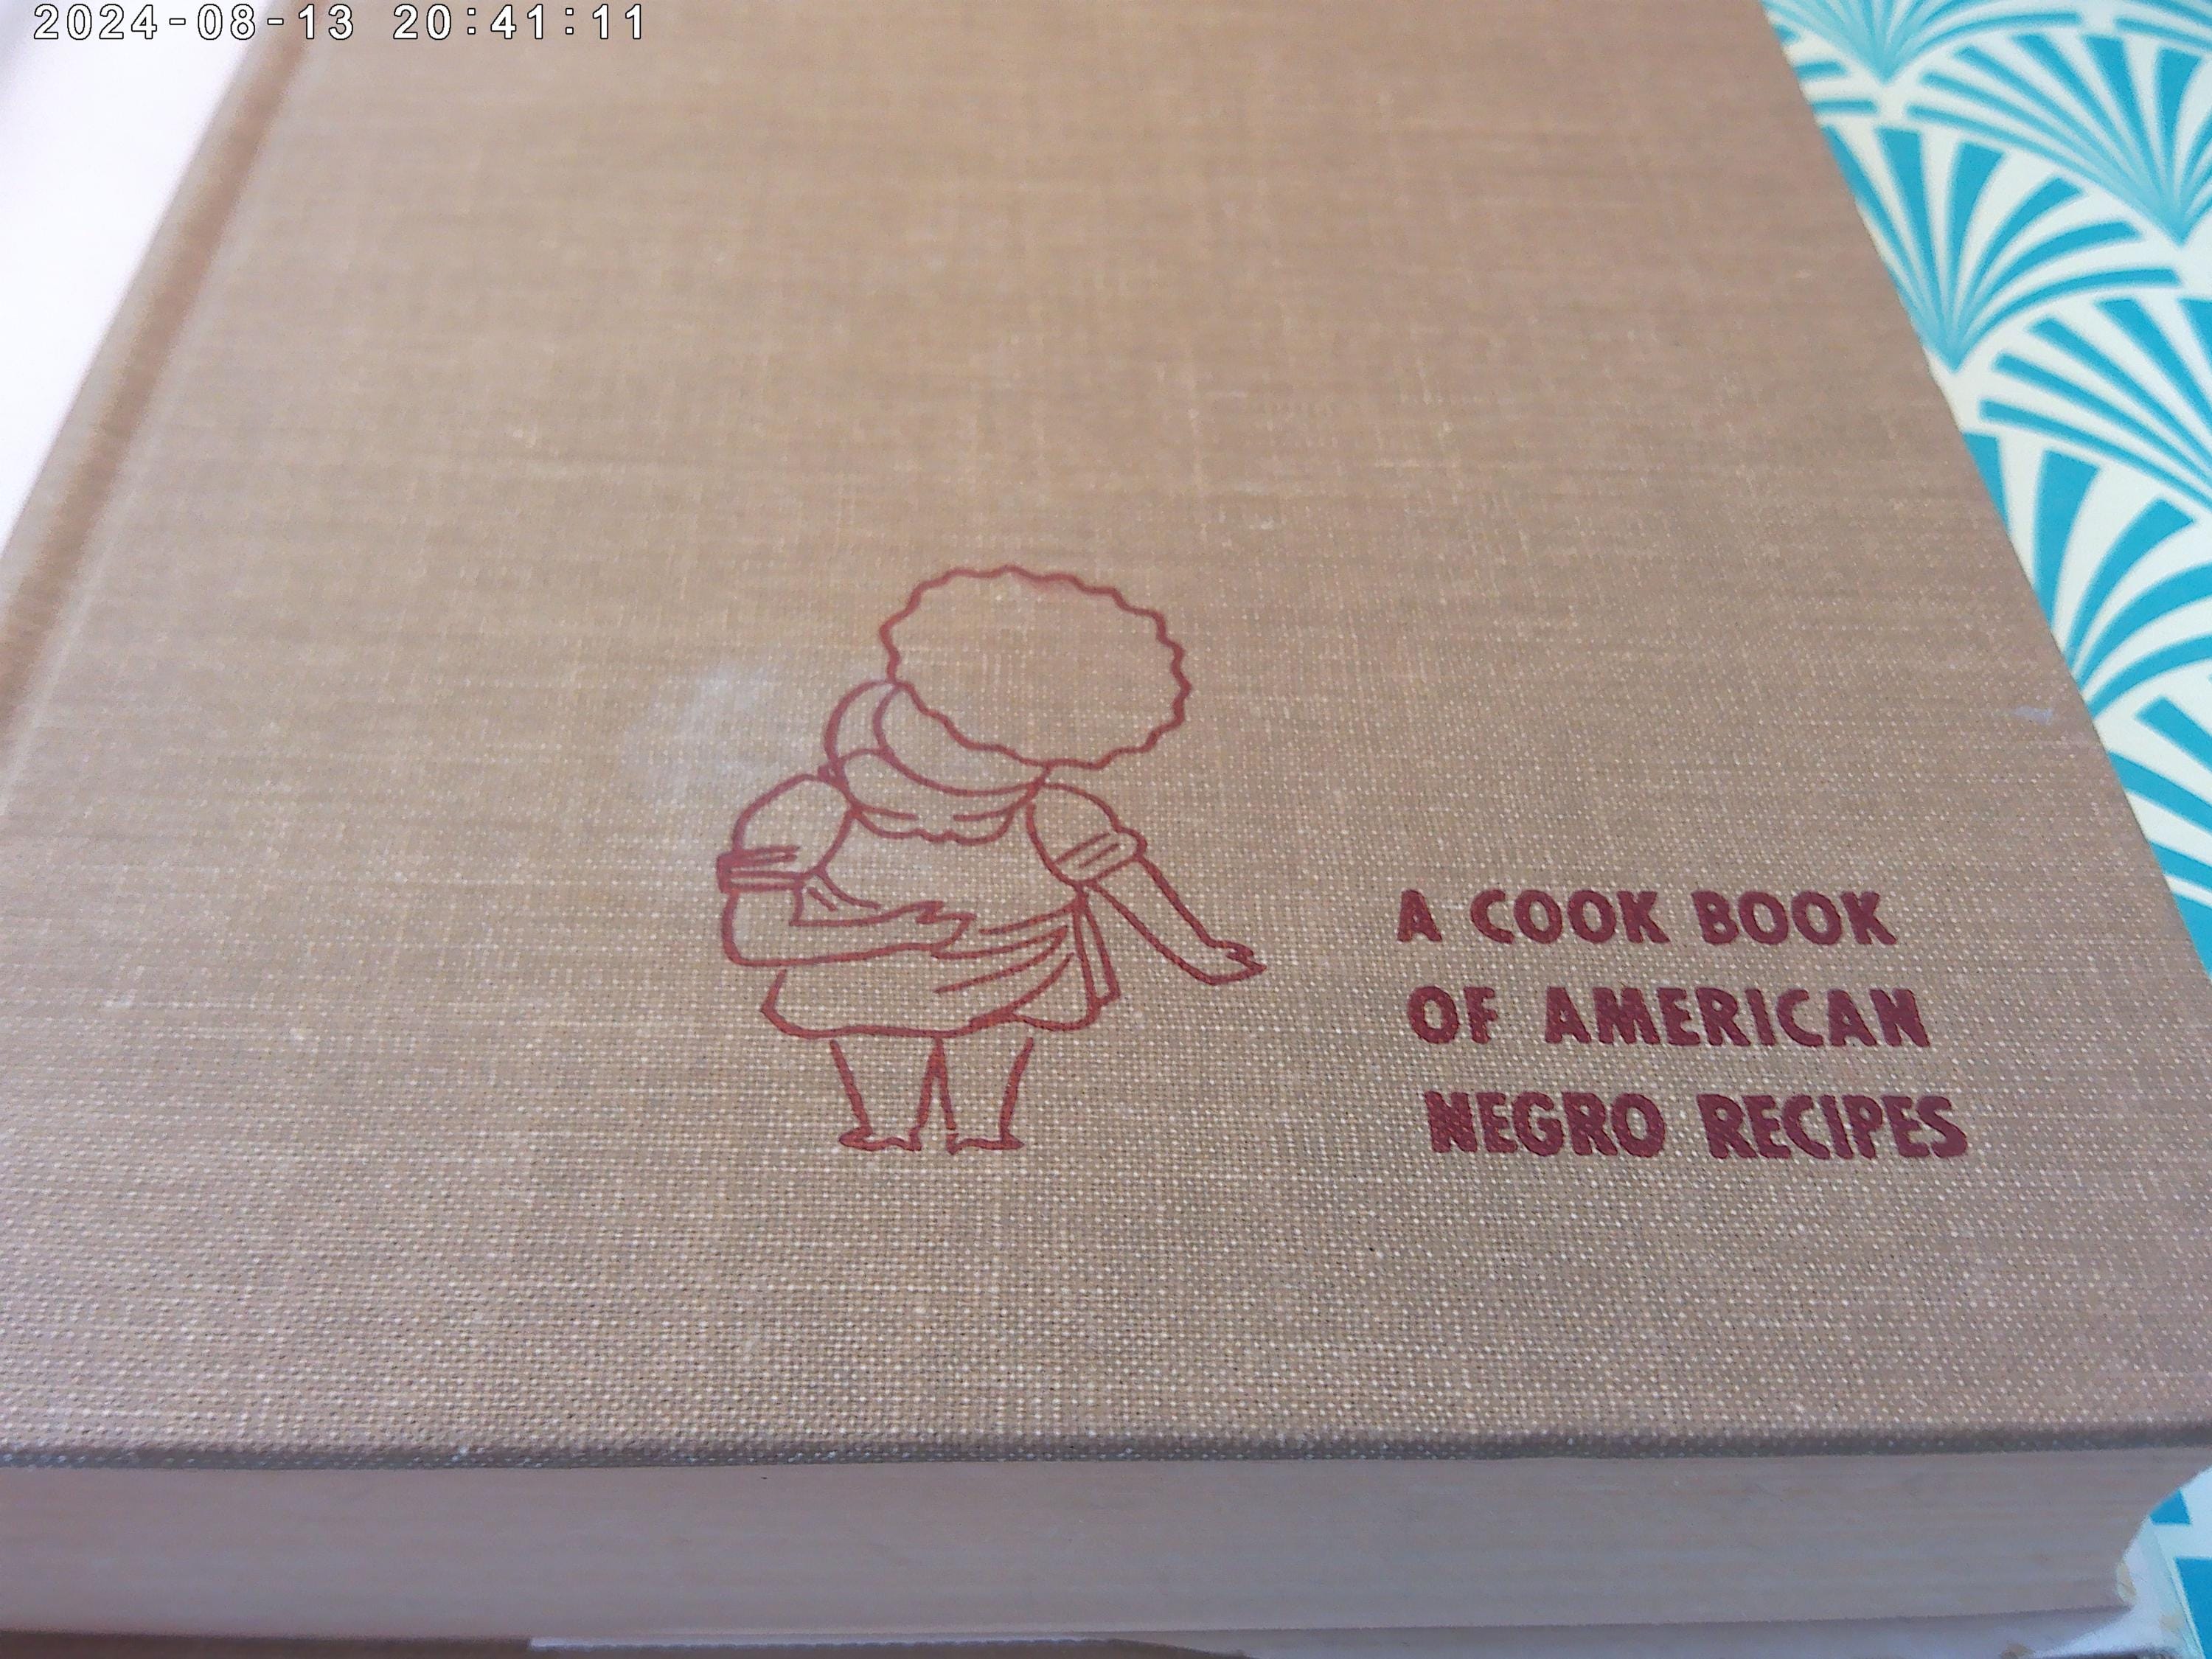 2024-08-13 20:41:11
A COOK BOOK
OF AMERICAN
NEGRO RECIPES